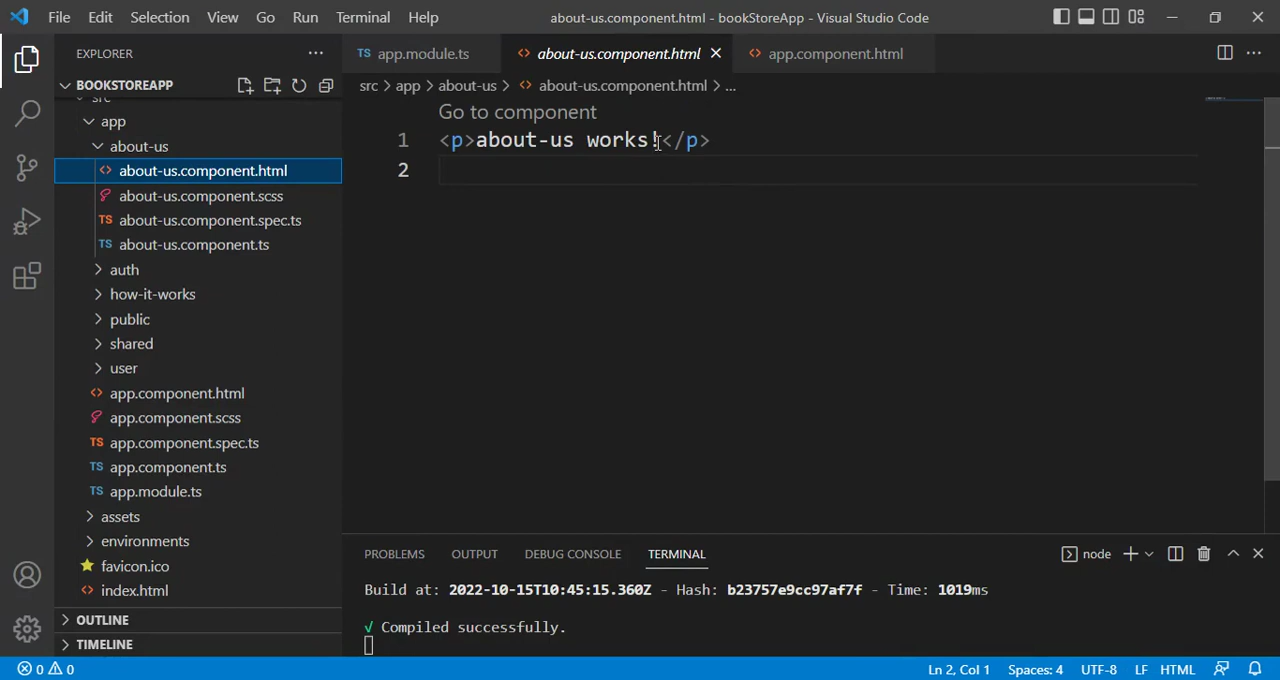 File Edit Selection View Go Run Terminal Help about-us.component.html - bookStoreApp - Visual Studio Code
EXPLORER
BOOKSTOREAPP
src
app
about-us
about-us.component.html
about-us.component.scss
about-us.component.spec.ts
about-us.component.ts
auth
how-it-works
public
shared
user
app.component.html
app.component.scss
app.component.spec.ts
app.component.ts
app.module.ts
assets
environments
favicon.ico
index.html
OUTLINE
TIMELINE
TS app.module.ts about-us.component.html app.component.html
src > app > about-us > about-us.component.html > ...
Go to component
1 <p>about-us works!</p>
2
PROBLEMS OUTPUT DEBUG CONSOLE TERMINAL node
Build at: 2022-10-15T10:45:15.360Z - Hash: b23757e9cc97af7f - Time: 1019ms
√ Compiled successfully.
0 0 Ln 2, Col 1 Spaces: 4 UTF-8 LF HTML